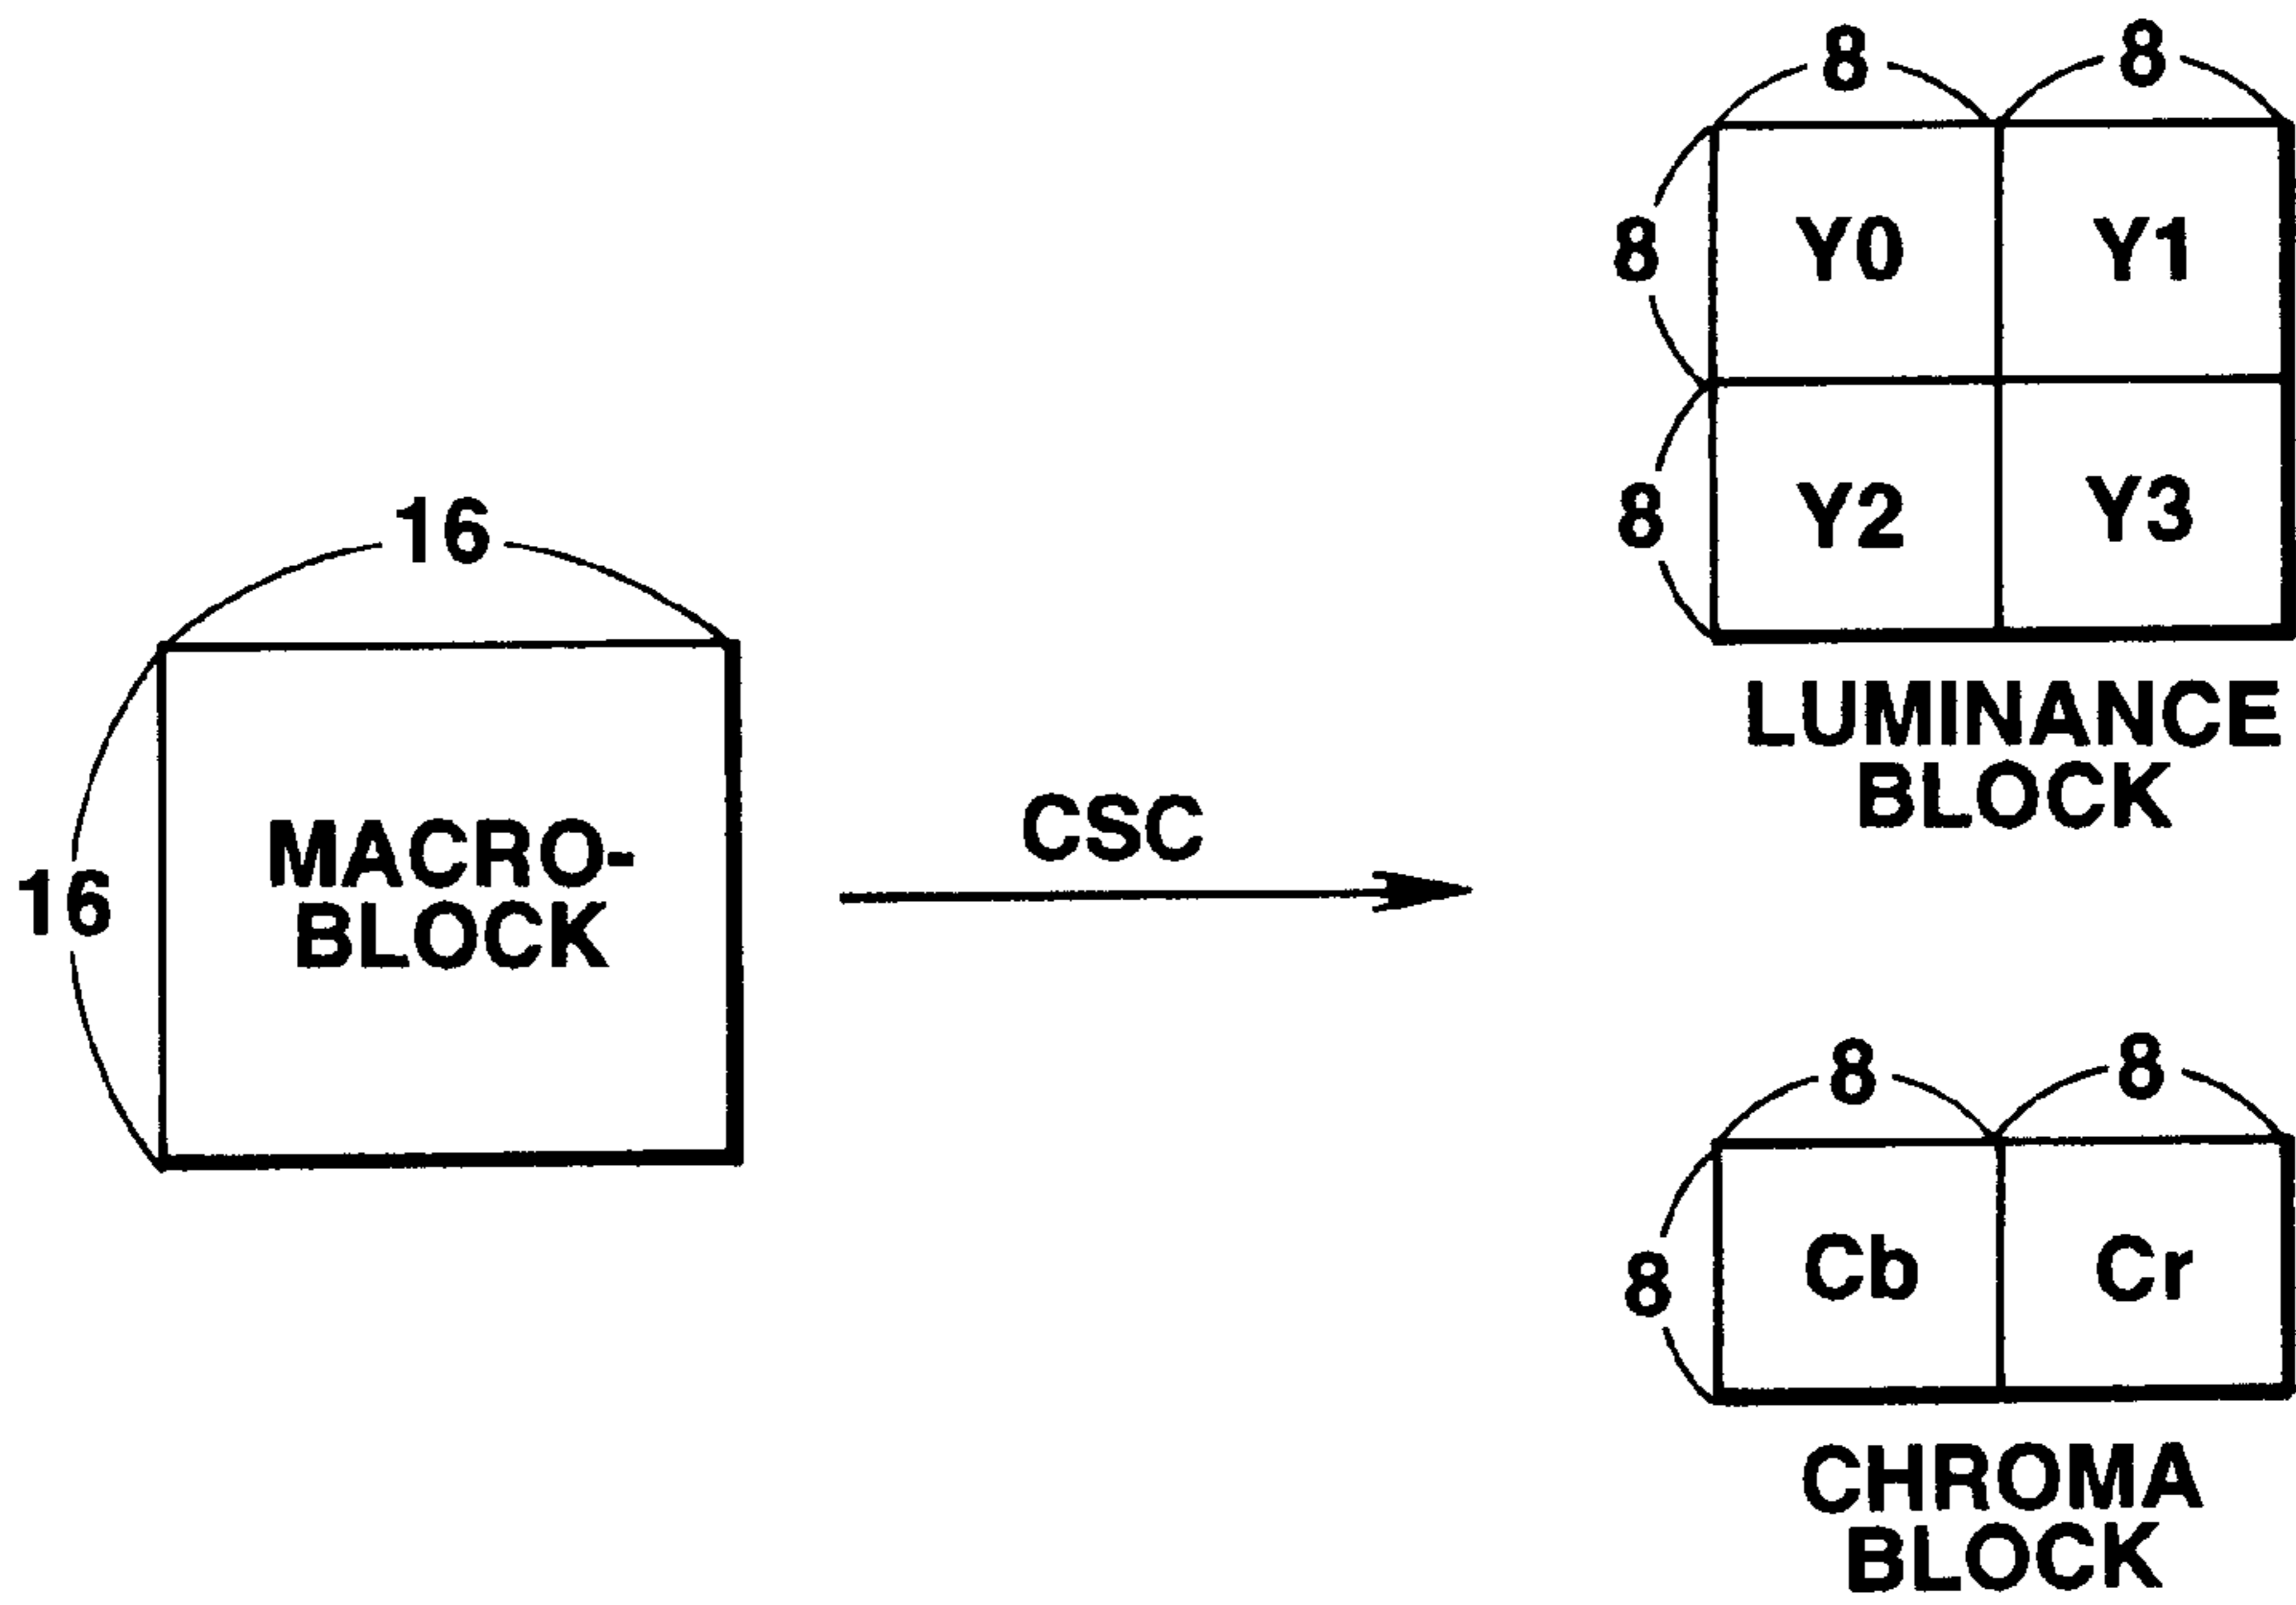 16
16
MACRO-
BLOCK
CSC
8 8
8
Y0 Y1
8
Y2 Y3
LUMINANCE
BLOCK
8 8
8
Cb Cr
CHROMA
BLOCK